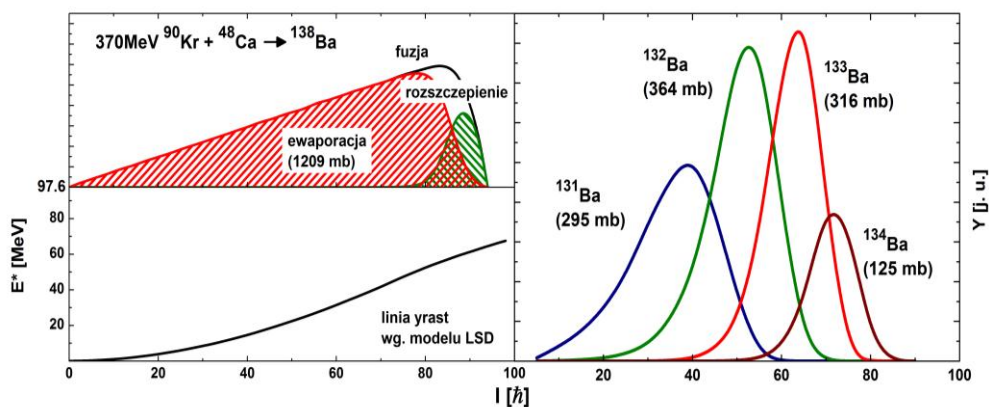 370MeV ⁹⁰Kr + ⁴⁸Ca → ¹³⁸Ba
fuzja
rozszczepienie
ewaporacja
(1209 mb)
97.6
80
60
40
20
E* [MeV]
linia yrast
wg. modelu LSD
0 20 40 60 80 100
¹³²Ba
(364 mb)
¹³³Ba
(316 mb)
¹³¹Ba
(295 mb)
¹³⁴Ba
(125 mb)
Y [j. u.]
20 40 60 80 100
I [ℏ]